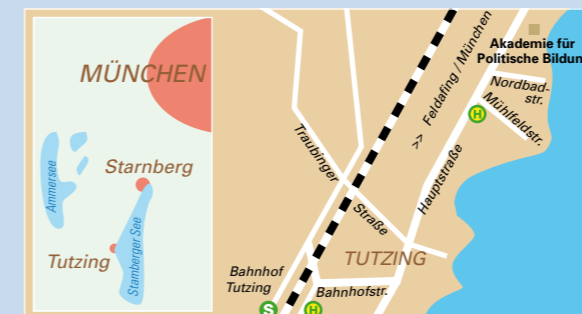 MÜNCHEN
Starnberg
Ammersee
Starnberger See
Tutzing
Akademie für
Politische Bildun
Nordbad-
str.
Mühlfeldstr.
>> Feldafing / München
H
Traubinger
Straße
Hauptstraße
TUTZING
Bahnhof
Tutzing
Bahnhofstr.
S
H